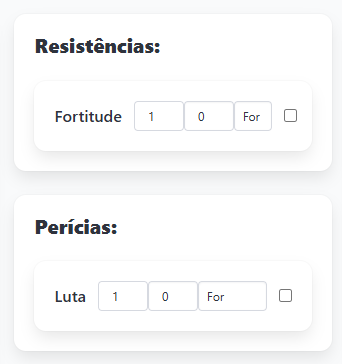 Resistências:
Fortitude 1 0 For
Perícias:
Luta 1 0 For